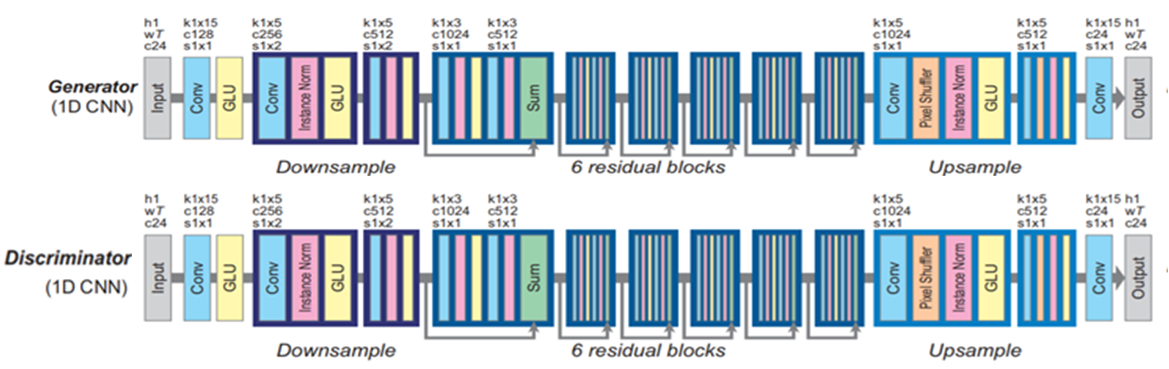 h1 k1x15 k1x5 k1x5 k1x3 k1x3 k1x5 k1x5 k1x15 h1
wT c128 c256 c512 c1024 c512 c1024 c512 c24 wT
c24 s1x1 s1x2 s1x2 s1x1 s1x1 s1x1 s1x1 s1x1 c24
Generator
(1D CNN)
Input
Conv
GLU
Conv
Instance Norm
GLU
Sum
Conv
Pixel Shuffler
Instance Norm
GLU
Conv
Output
Downsample 6 residual blocks Upsample
h1 k1x15 k1x5 k1x5 k1x3 k1x3 k1x5 k1x5 k1x15 h1
wT c128 c256 c512 c1024 c512 c1024 c512 c24 wT
c24 s1x1 s1x2 s1x2 s1x1 s1x1 s1x1 s1x1 s1x1 c24
Discriminator
(1D CNN)
Input
Conv
GLU
Conv
Instance Norm
GLU
Sum
Conv
Pixel Shuffler
Instance Norm
GLU
Conv
Output
Downsample 6 residual blocks Upsample